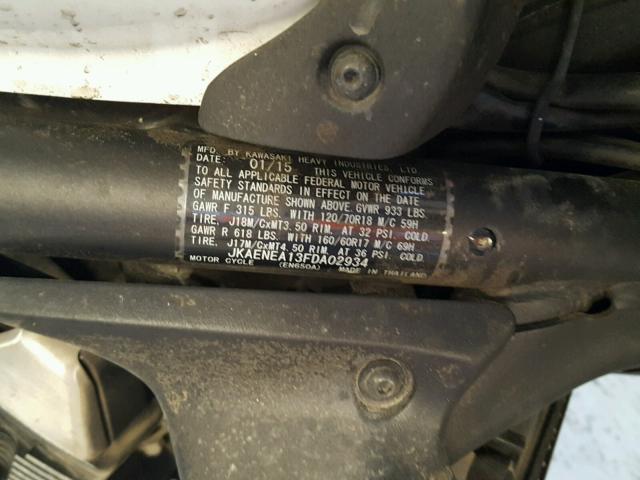 MFD. BY KAWASAKI HEAVY INDUSTRIES, LTD
DATE: 01/15 THIS VEHICLE CONFORMS
TO ALL APPLICABLE FEDERAL MOTOR VEHICLE
SAFETY STANDARDS IN EFFECT ON THE DATE
OF MANUFACTURE SHOWN ABOVE. GVWR 933 LBS.
GAWR F 315 LBS. WITH 120/70R18 M/C 59H
TIRE, J18M/CxMT3.50 RIM. AT 32 PSI. COLD
GAWR R 618 LBS. WITH 160/60R17 M/C 69H
TIRE, J17M/CxMT4.50 RIM. AT 36 PSI. COLD
JKAENEA13FDA02934
MOTOR CYCLE (EN650A) MADE IN THAILAND